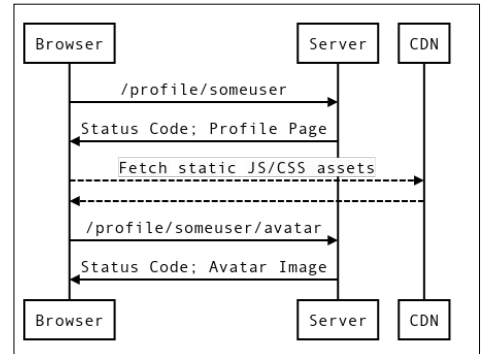 Browser Server CDN
/profile/someuser
Status Code; Profile Page
Fetch static JS/CSS assets
/profile/someuser/avatar
Status Code; Avatar Image
Browser Server CDN